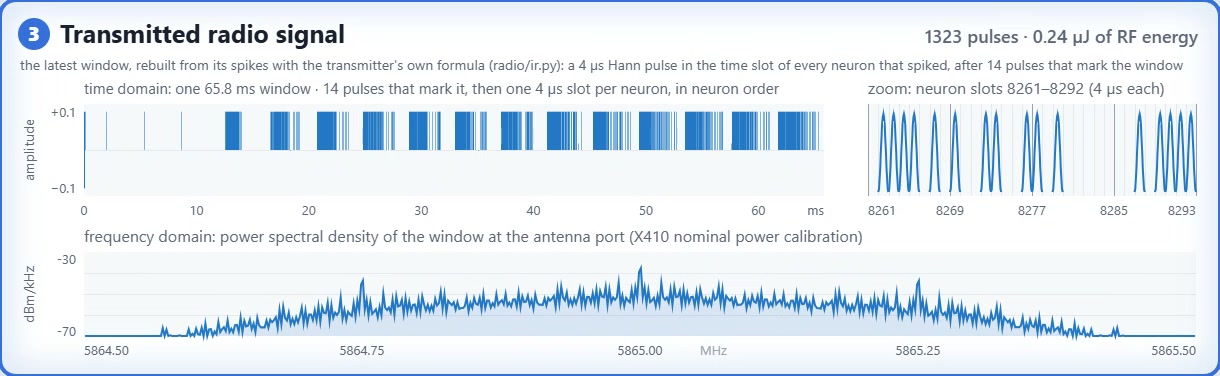 3 Transmitted radio signal
1323 pulses · 0.24 µJ of RF energy
the latest window, rebuilt from its spikes with the transmitter's own formula (radio/ir.py): a 4 µs Hann pulse in the time slot of every neuron that spiked, after 14 pulses that mark the window
time domain: one 65.8 ms window · 14 pulses that mark it, then one 4 µs slot per neuron, in neuron order
zoom: neuron slots 8261–8292 (4 µs each)
+0.1
amplitude
−0.1
0 10 20 30 40 50 60 ms
8261 8269 8277 8285 8293
frequency domain: power spectral density of the window at the antenna port (X410 nominal power calibration)
-30
dBm/kHz
-70
5864.50 5864.75 5865.00 MHz 5865.25 5865.50